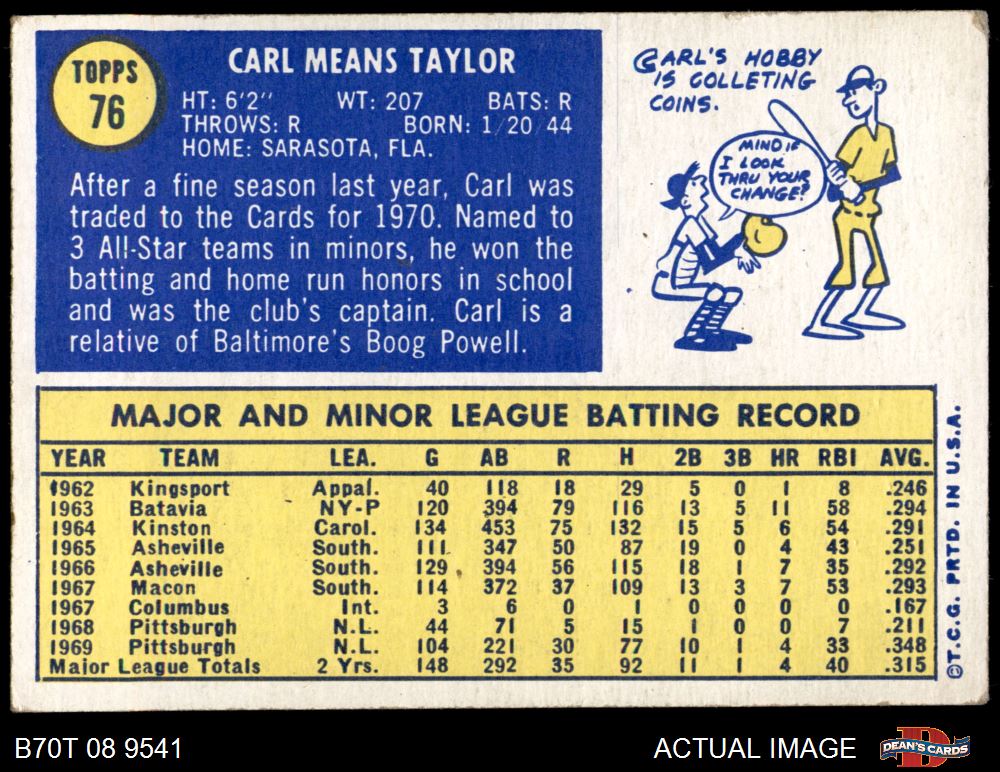 TOPPS
76
CARL MEANS TAYLOR
HT: 6'2" WT: 207 BATS: R
THROWS: R BORN: 1/20/44
HOME: SARASOTA, FLA.
After a fine season last year, Carl was
traded to the Cards for 1970. Named to
3 All-Star teams in minors, he won the
batting and home run honors in school
and was the club's captain. Carl is a
relative of Baltimore's Boog Powell.
CARL'S HOBBY
IS COLLETING
COINS.
MIND IF
I LOOK
THRU YOUR
CHANGE?
MAJOR AND MINOR LEAGUE BATTING RECORD
YEAR TEAM LEA. G AB R H 2B 3B HR RBI AVG.
1962 Kingsport Appal. 40 118 18 29 5 0 1 8 .246
1963 Batavia NY-P 120 394 79 116 13 5 11 58 .294
1964 Kinston Carol. 134 453 75 132 15 5 6 54 .291
1965 Asheville South. 111 347 50 87 19 0 4 43 .251
1966 Asheville South. 129 394 56 115 18 1 7 35 .292
1967 Macon South. 114 372 37 109 13 3 7 53 .293
1967 Columbus Int. 3 6 0 1 0 0 0 0 .167
1968 Pittsburgh N.L. 44 71 5 15 1 0 0 7 .211
1969 Pittsburgh N.L. 104 221 30 77 10 1 4 33 .348
Major League Totals 2 Yrs. 148 292 35 92 11 1 4 40 .315
©T.C.G. PRTD. IN U.S.A.
B70T 08 9541
ACTUAL IMAGE
DEAN'S CARDS